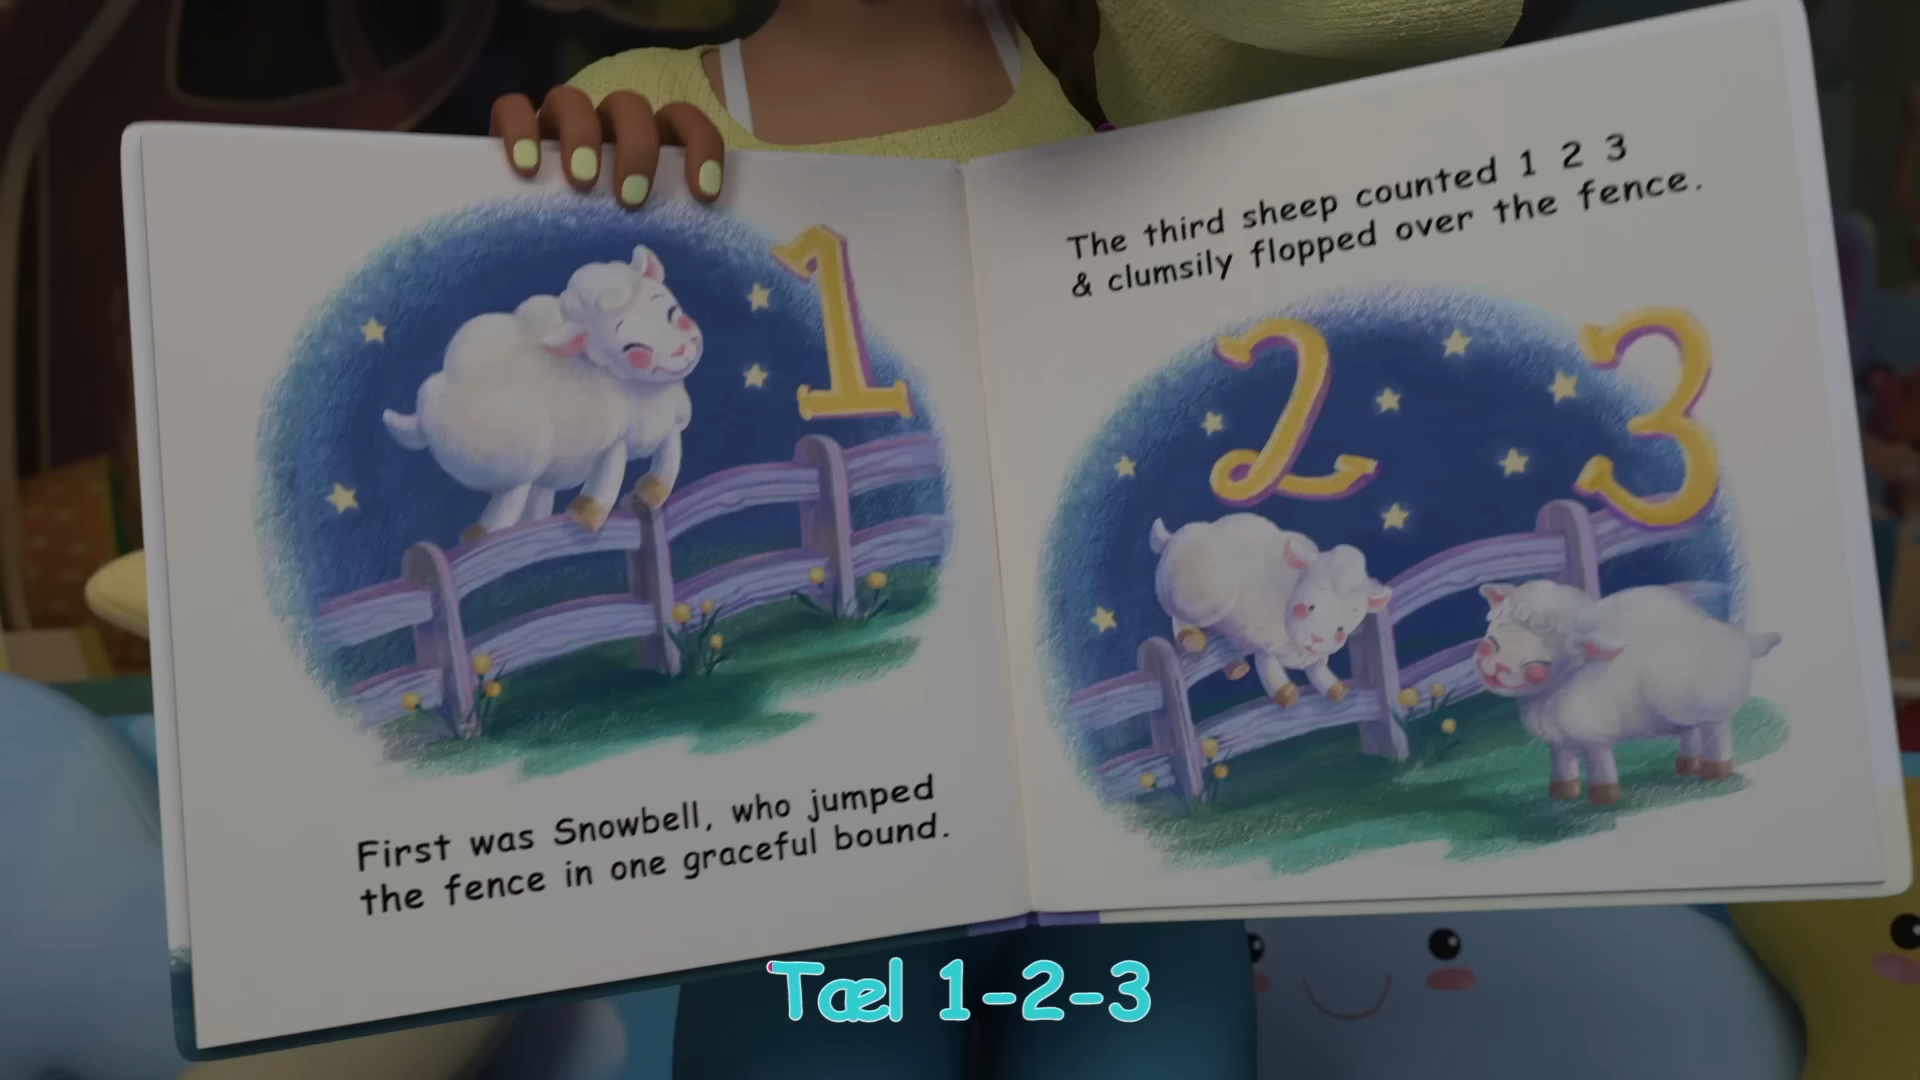 1
First was Snowbell, who jumped
the fence in one graceful bound.
The third sheep counted 1 2 3
& clumsily flopped over the fence.
2 3
Tæl 1-2-3